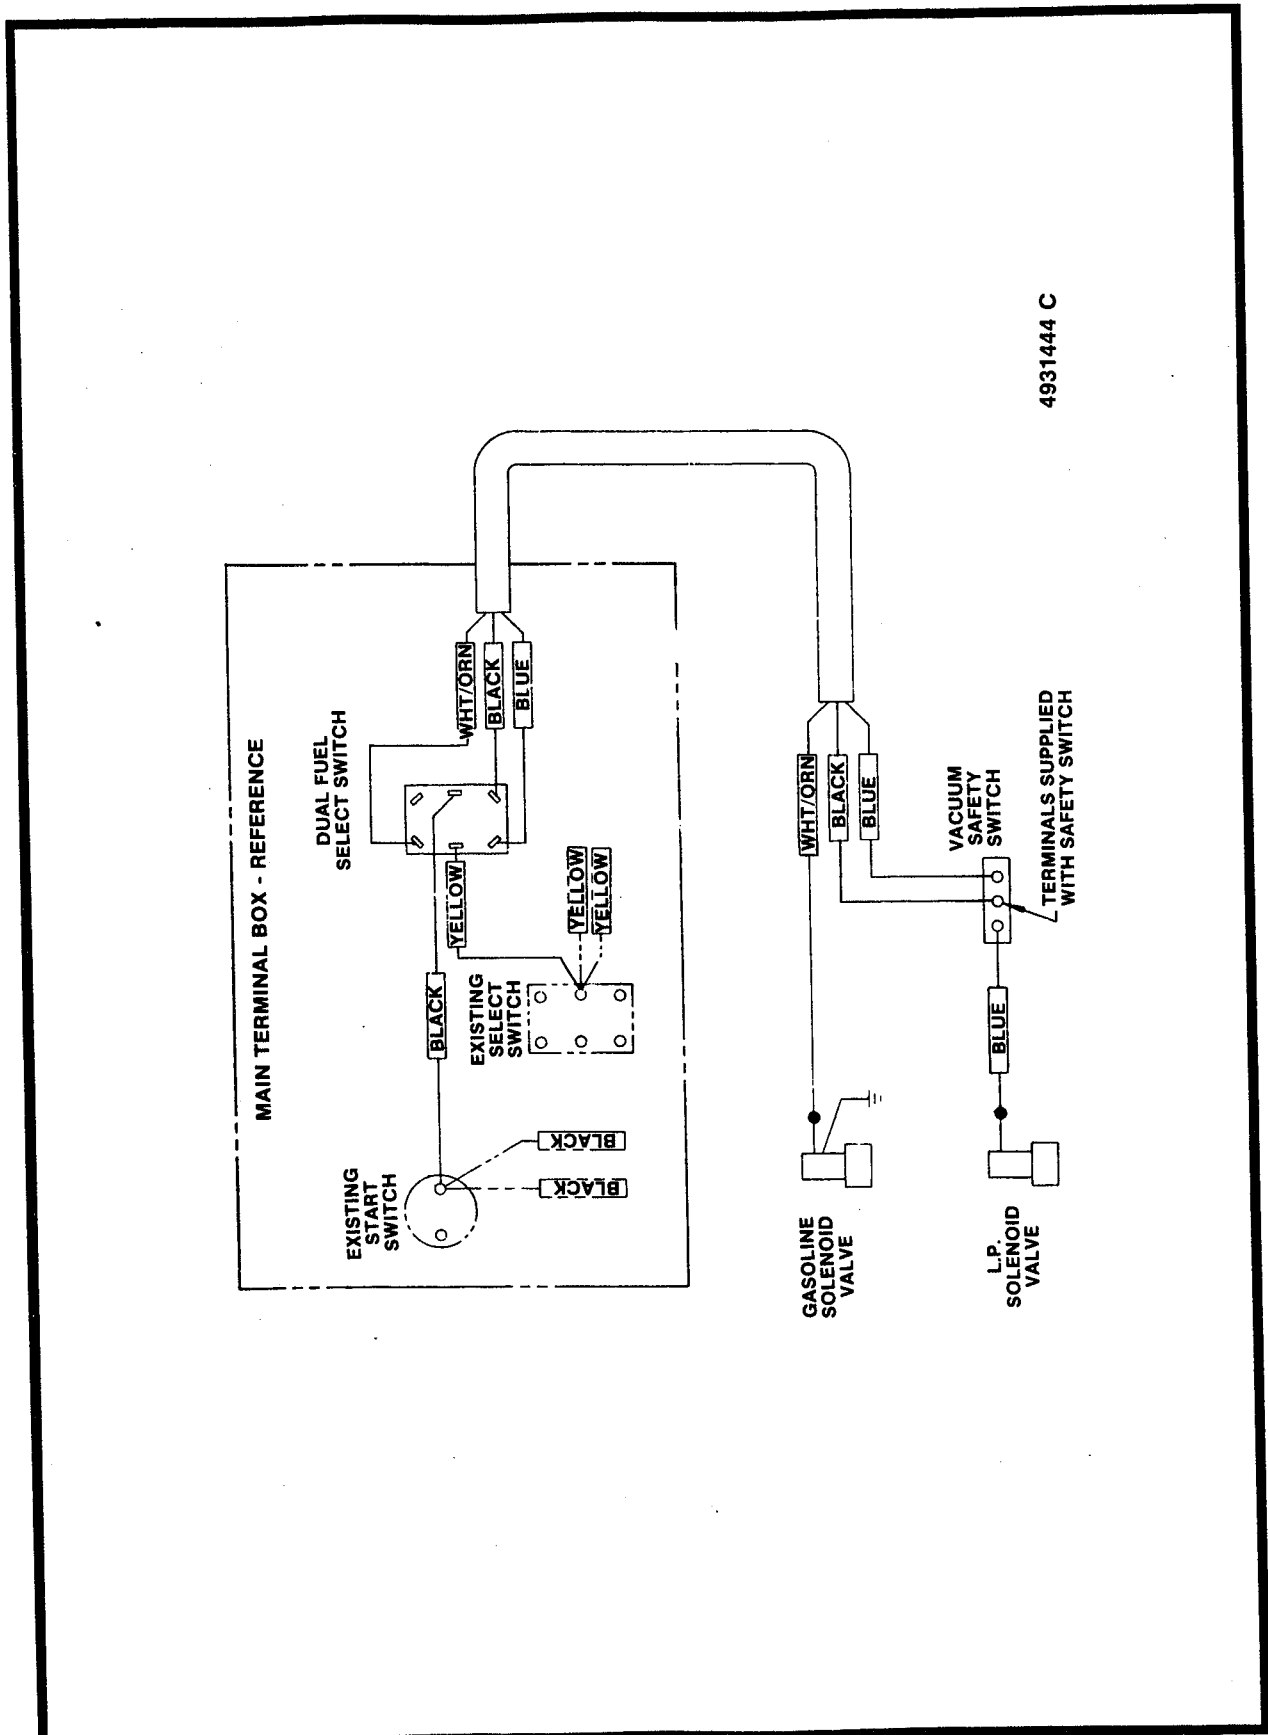 MAIN TERMINAL BOX - REFERENCE
DUAL FUEL
SELECT SWITCH
WHT/ORN
BLACK
BLUE
YELLOW
YELLOW
YELLOW
BLACK
EXISTING
SELECT
SWITCH
EXISTING
START
SWITCH
BLACK
BLACK
WHT/ORN
BLACK
BLUE
VACUUM
SAFETY
SWITCH
TERMINALS SUPPLIED
WITH SAFETY SWITCH
BLUE
GASOLINE
SOLENOID
VALVE
L.P.
SOLENOID
VALVE
4931444 C